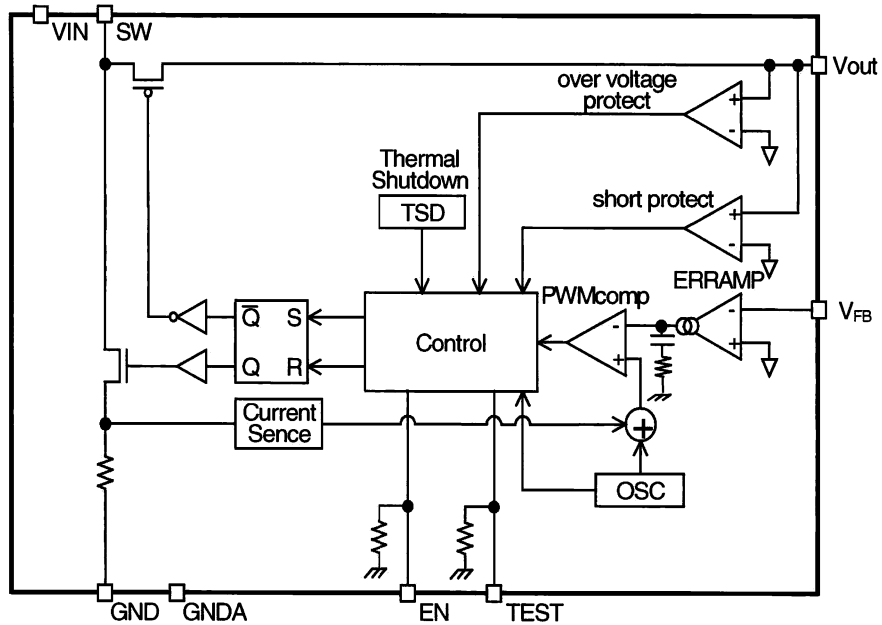 VIN
SW
Vout
over voltage
protect
+
-
Thermal
Shutdown
TSD
short protect
+
-
ERRAMP
PWMcomp
VFB
-
+
-
+
Q̅ S
Q R
Control
Current
Sence
+
OSC
GND
GNDA
EN
TEST